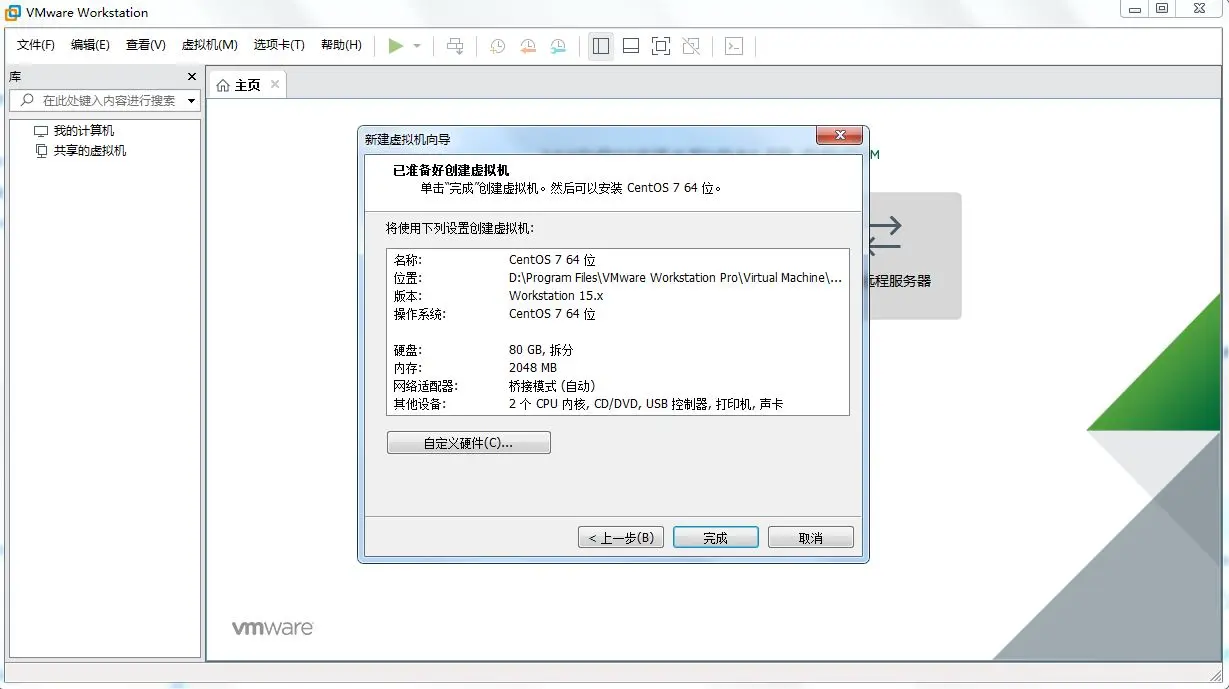 VMware Workstation
文件(F) 编辑(E) 查看(V) 虚拟机(M) 选项卡(T) 帮助(H)
库
主页
在此处键入内容进行搜索
我的计算机
共享的虚拟机
新建虚拟机向导
已准备好创建虚拟机
单击"完成"创建虚拟机。然后可以安装 CentOS 7 64 位。
将使用下列设置创建虚拟机:
名称: CentOS 7 64 位
位置: D:\Program Files\VMware Workstation Pro\Virtual Machine\...
版本: Workstation 15.x
操作系统: CentOS 7 64 位
硬盘: 80 GB, 拆分
内存: 2048 MB
网络适配器: 桥接模式 (自动)
其他设备: 2 个 CPU 内核, CD/DVD, USB 控制器, 打印机, 声卡
自定义硬件(C)...
< 上一步(B) 完成 取消
M
远程服务器
vmware